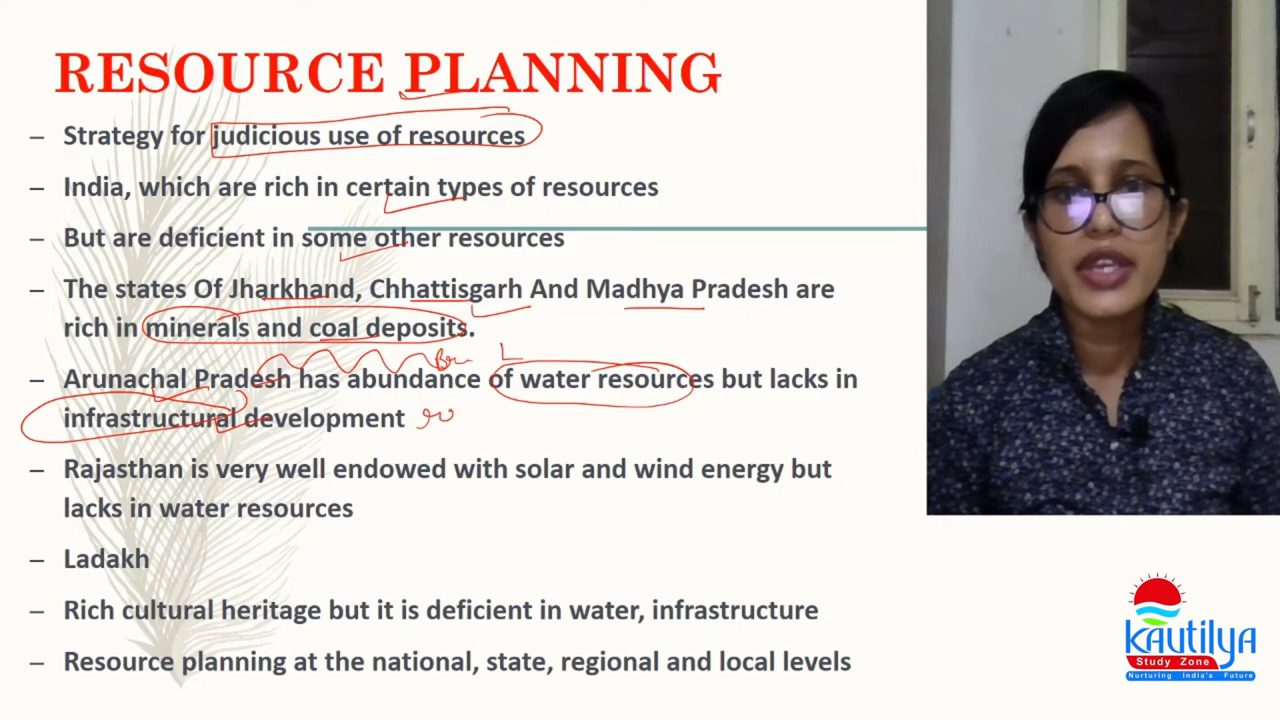 RESOURCE PLANNING
– Strategy for judicious use of resources
– India, which are rich in certain types of resources
– But are deficient in some other resources
– The states Of Jharkhand, Chhattisgarh And Madhya Pradesh are
rich in minerals and coal deposits.
– Arunachal Pradesh has abundance of water resources but lacks in
infrastructural development
– Rajasthan is very well endowed with solar and wind energy but
lacks in water resources
– Ladakh
– Rich cultural heritage but it is deficient in water, infrastructure
– Resource planning at the national, state, regional and local levels
Kautilya
Study Zone
Nurturing India's Future